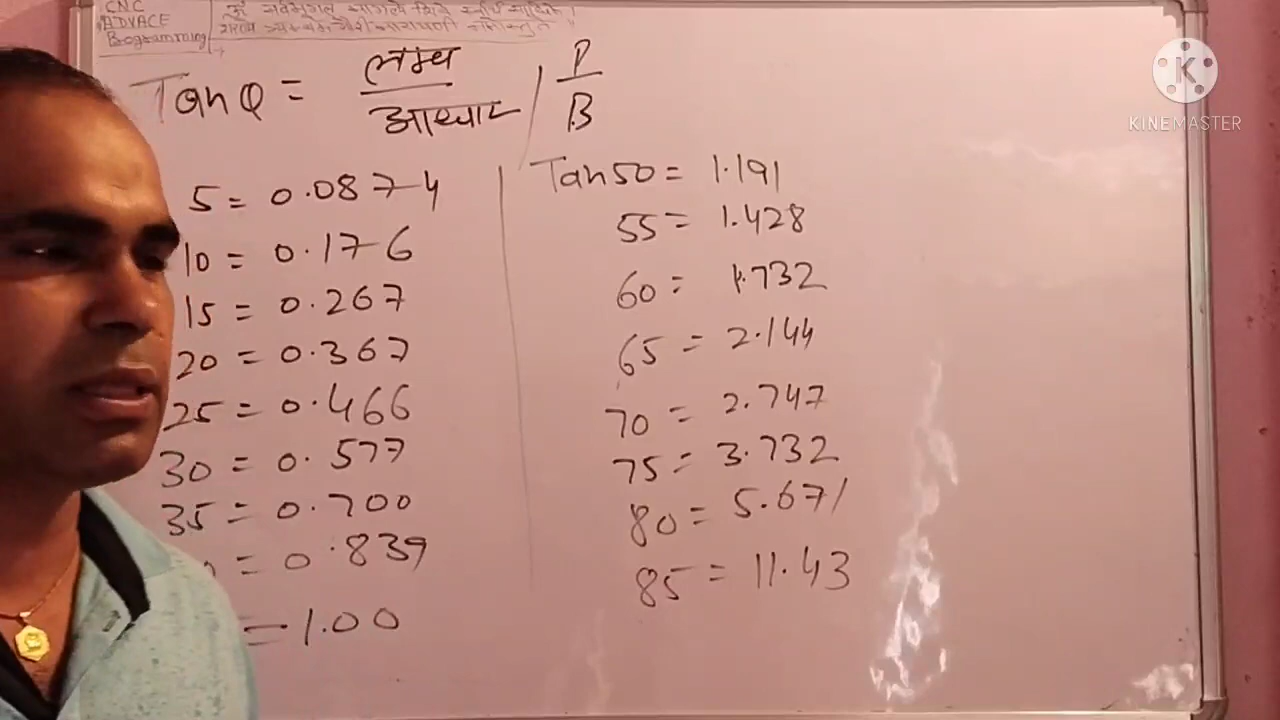 CNC
ADVACE
Programming
TanQ = लम्ब / आधार / P / B
5 = 0.0874
10 = 0.176
15 = 0.267
20 = 0.367
25 = 0.466
30 = 0.577
35 = 0.700
= 0.839
= 1.00
Tan50 = 1.191
55 = 1.428
60 = 1.732
65 = 2.144
70 = 2.747
75 = 3.732
80 = 5.671
85 = 11.43
K
KINEMASTER